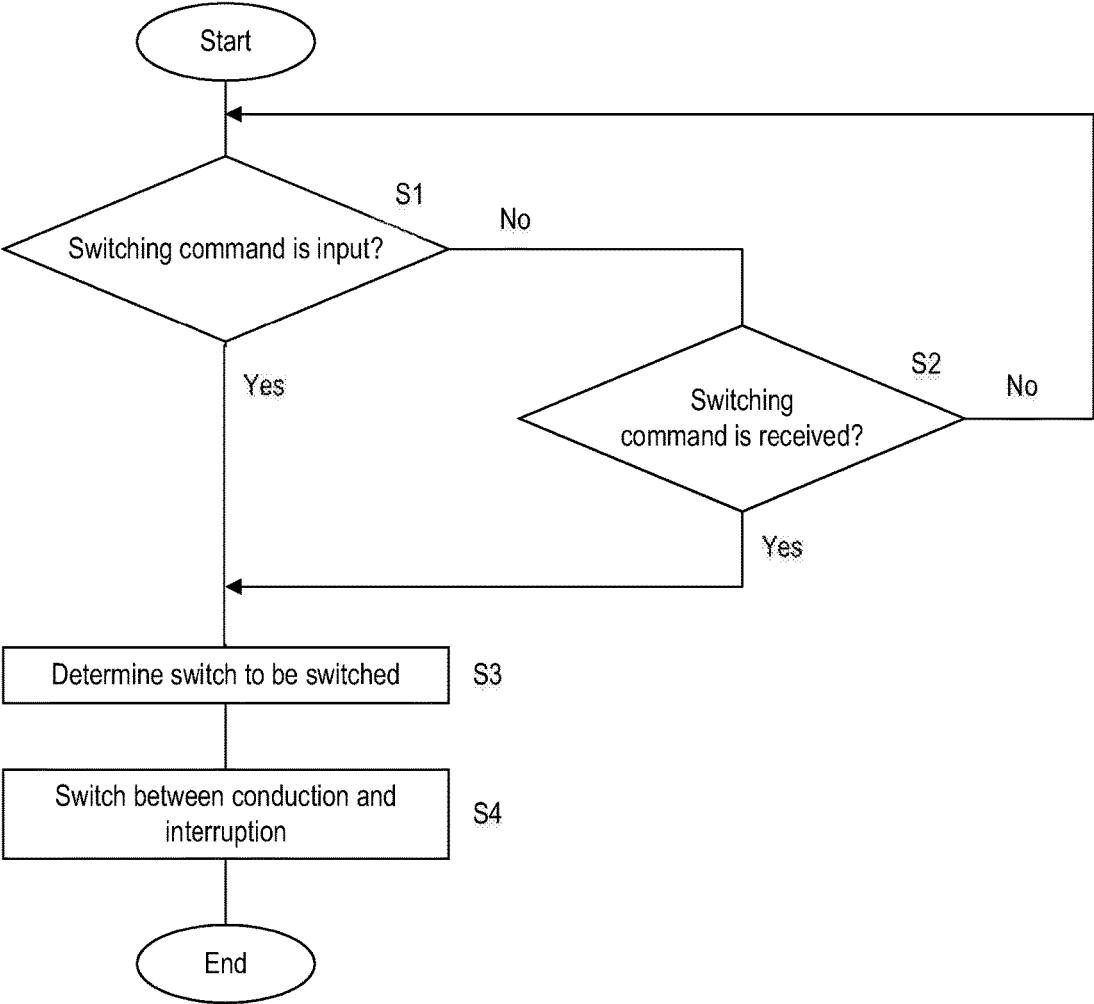 Start
S1
No
Switching command is input?
Yes
S2
No
Switching
command is received?
Yes
Determine switch to be switched
S3
Switch between conduction and
interruption
S4
End